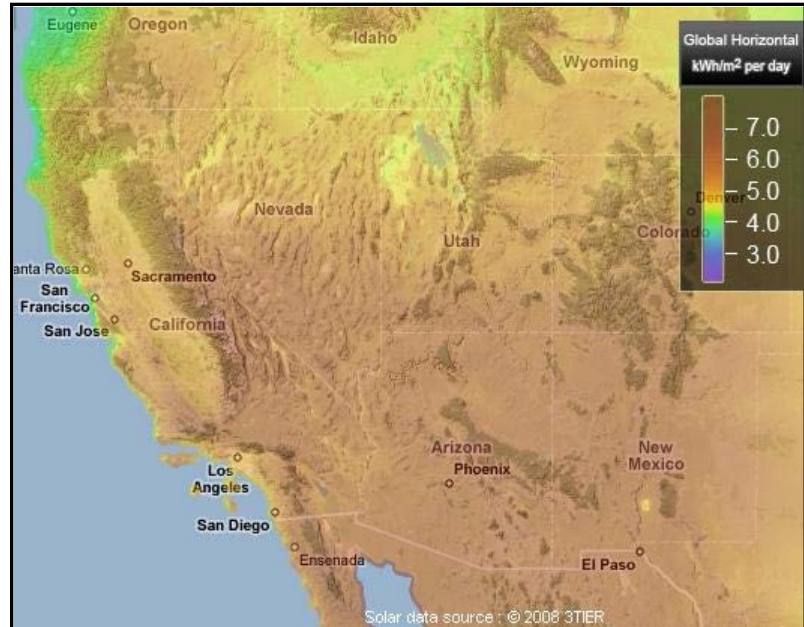 Eugene
Oregon
Idaho
Wyoming
Global Horizontal
kWh/m² per day
7.0
6.0
5.0
4.0
3.0
Denver
Colorado
Nevada
Utah
anta Rosa
Sacramento
San
Francisco
San Jose
California
Arizona
Phoenix
New
Mexico
Los
Angeles
San Diego
Ensenada
El Paso
Solar data source : © 2008 3TIER